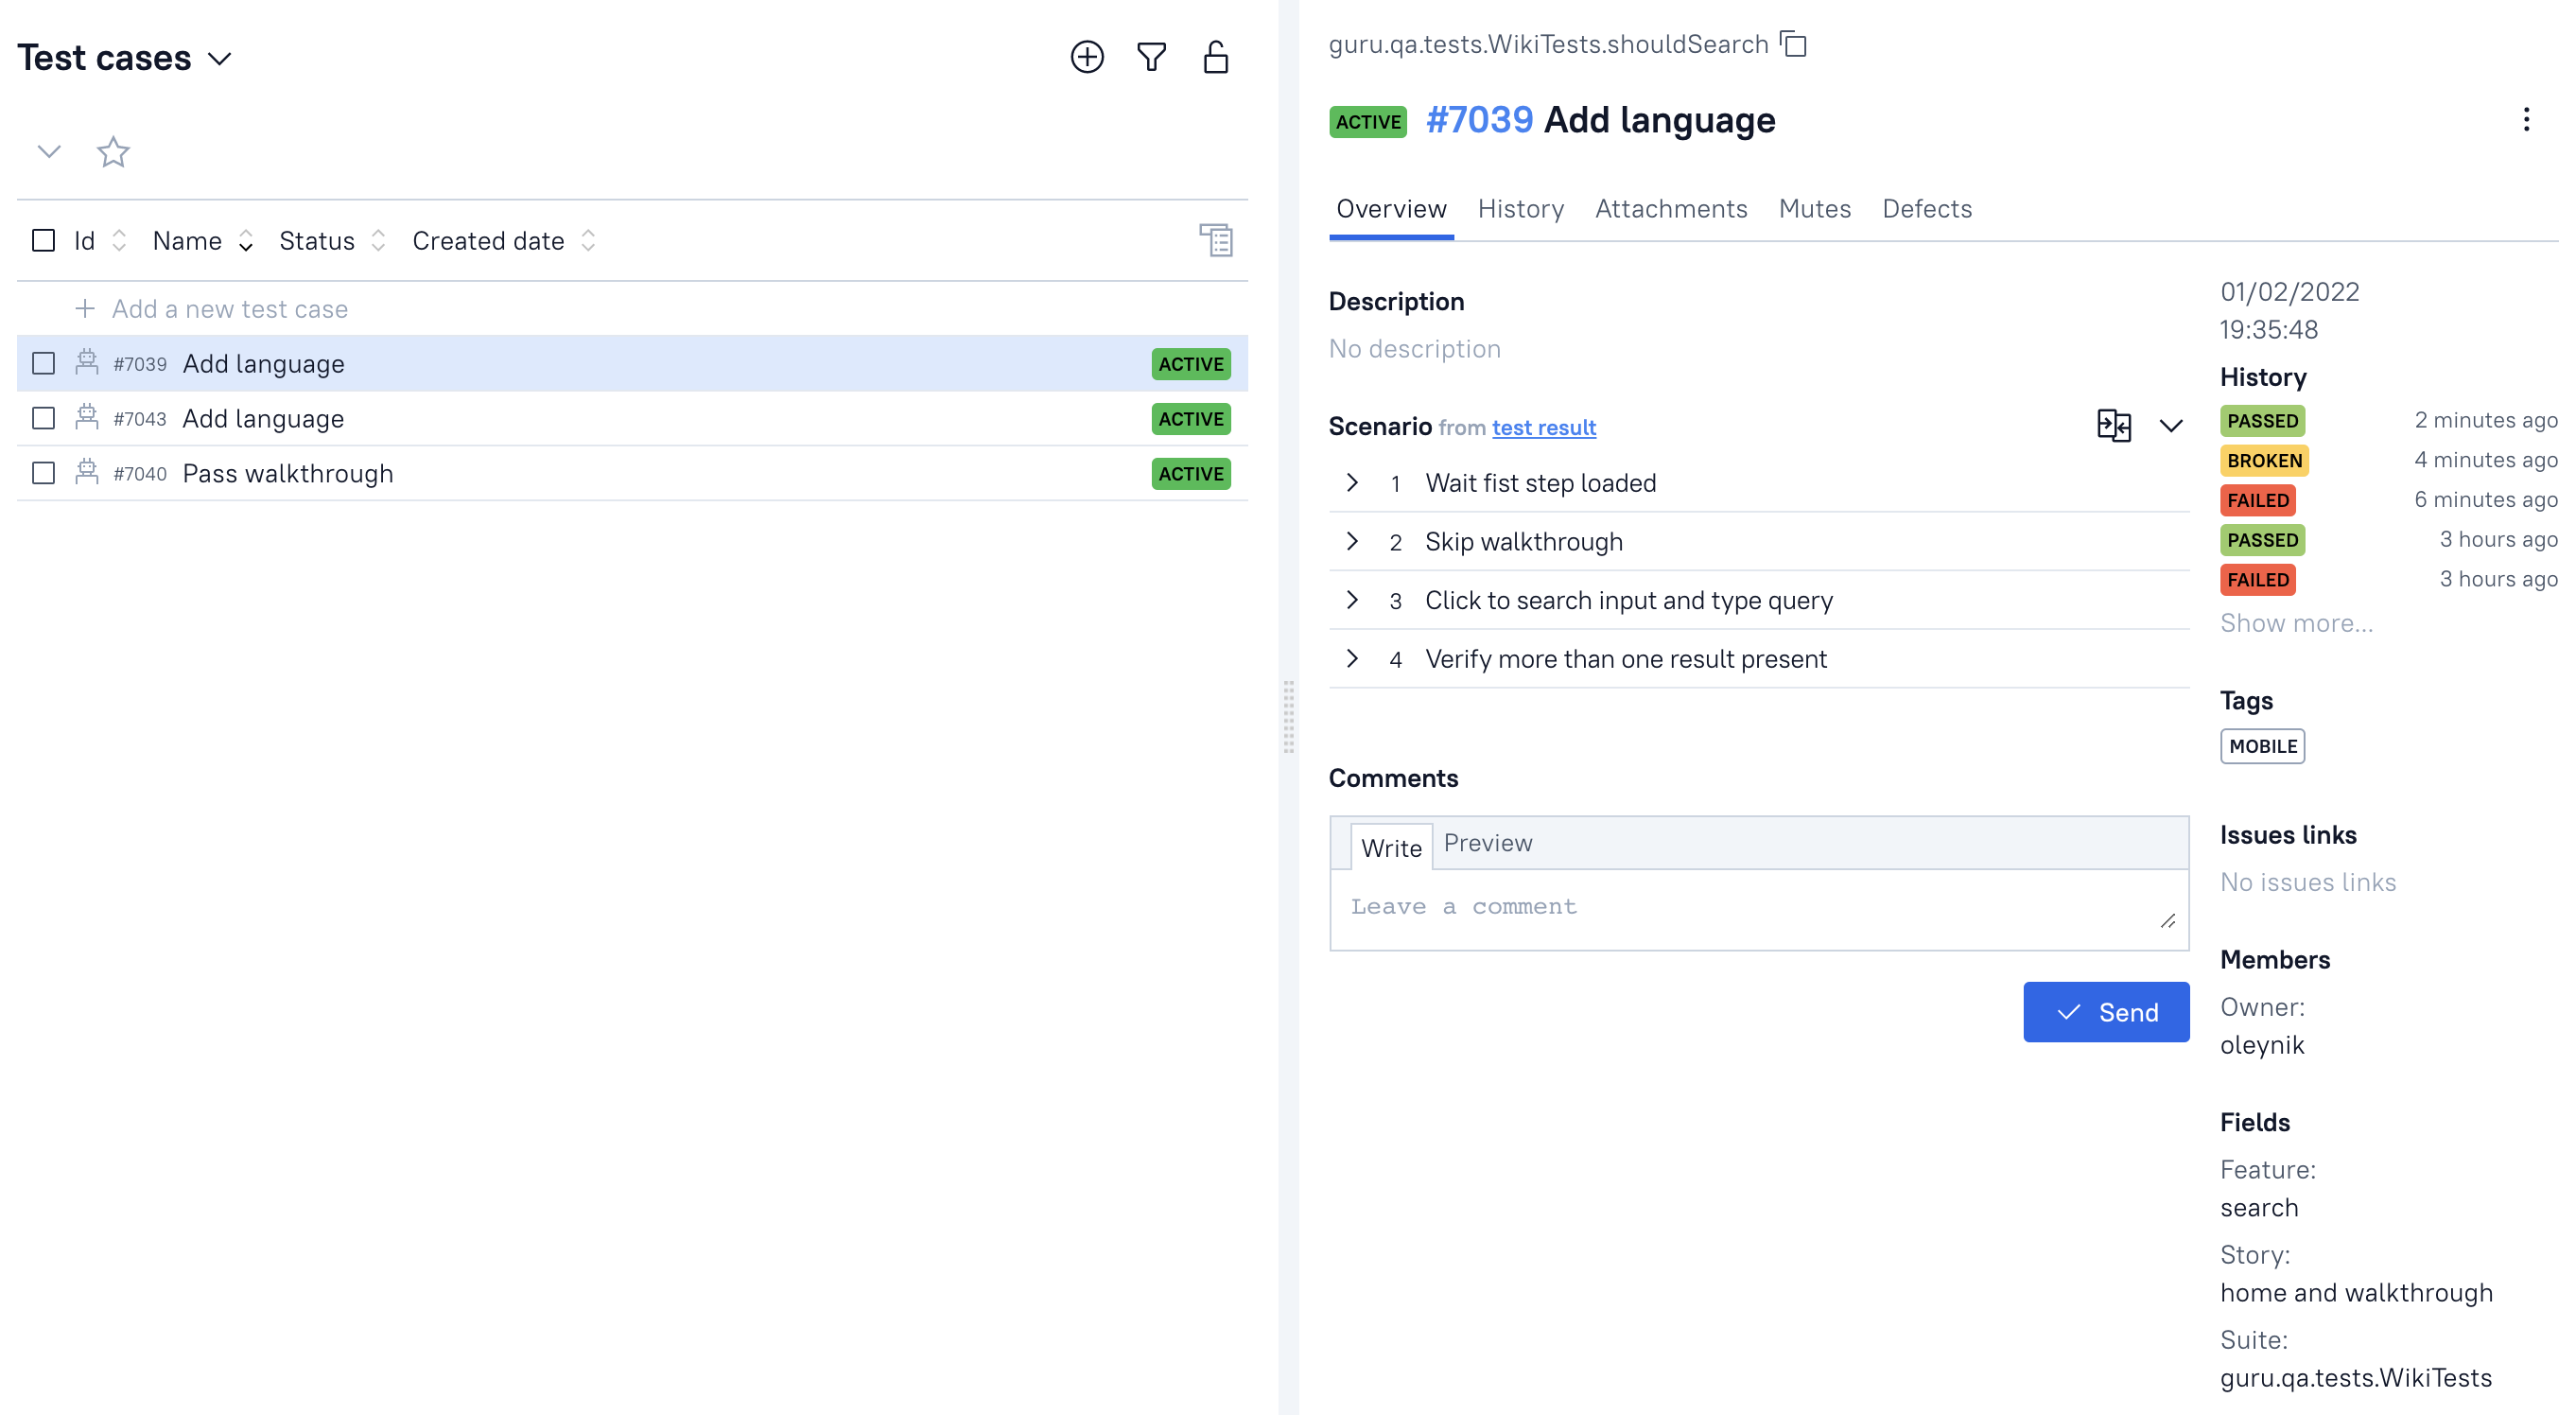 Test cases
Id Name Status Created date
Add a new test case
#7039 Add language ACTIVE
#7043 Add language ACTIVE
#7040 Pass walkthrough ACTIVE
guru.qa.tests.WikiTests.shouldSearch
ACTIVE #7039 Add language
Overview History Attachments Mutes Defects
Description
No description
Scenario from test result
1 Wait fist step loaded
2 Skip walkthrough
3 Click to search input and type query
4 Verify more than one result present
Comments
Write Preview
Leave a comment
Send
01/02/2022
19:35:48
History
PASSED 2 minutes ago
BROKEN 4 minutes ago
FAILED 6 minutes ago
PASSED 3 hours ago
FAILED 3 hours ago
Show more...
Tags
MOBILE
Issues links
No issues links
Members
Owner:
oleynik
Fields
Feature:
search
Story:
home and walkthrough
Suite:
guru.qa.tests.WikiTests